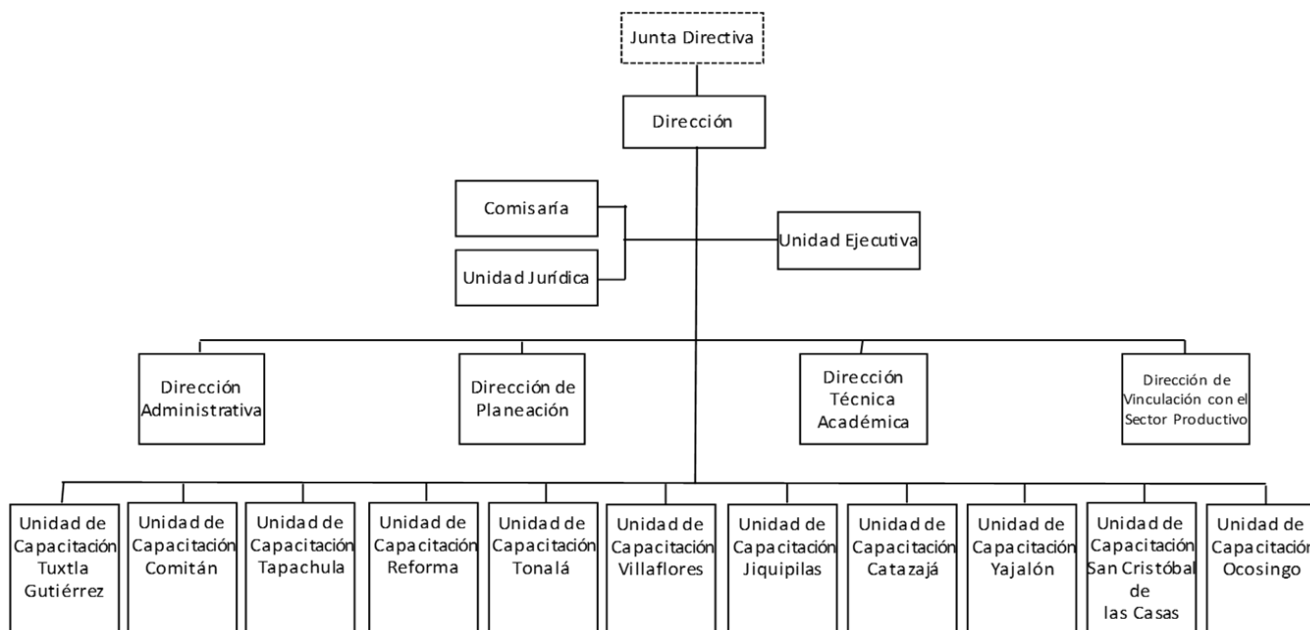 Junta Directiva
Dirección
Comisaría
Unidad Ejecutiva
Unidad Jurídica
Dirección
Administrativa
Dirección de
Planeación
Dirección
Técnica
Académica
Dirección de
Vinculación con el
Sector Productivo
Unidad de
Capacitación
Tuxtla
Gutiérrez
Unidad de
Capacitación
Comitán
Unidad de
Capacitación
Tapachula
Unidad de
Capacitación
Reforma
Unidad de
Capacitación
Tonalá
Unidad de
Capacitación
Villaflores
Unidad de
Capacitación
Jiquipilas
Unidad de
Capacitación
Catazajá
Unidad de
Capacitación
Yajalón
Unidad de
Capacitación
San Cristóbal
de
las Casas
Unidad de
Capacitación
Ocosingo